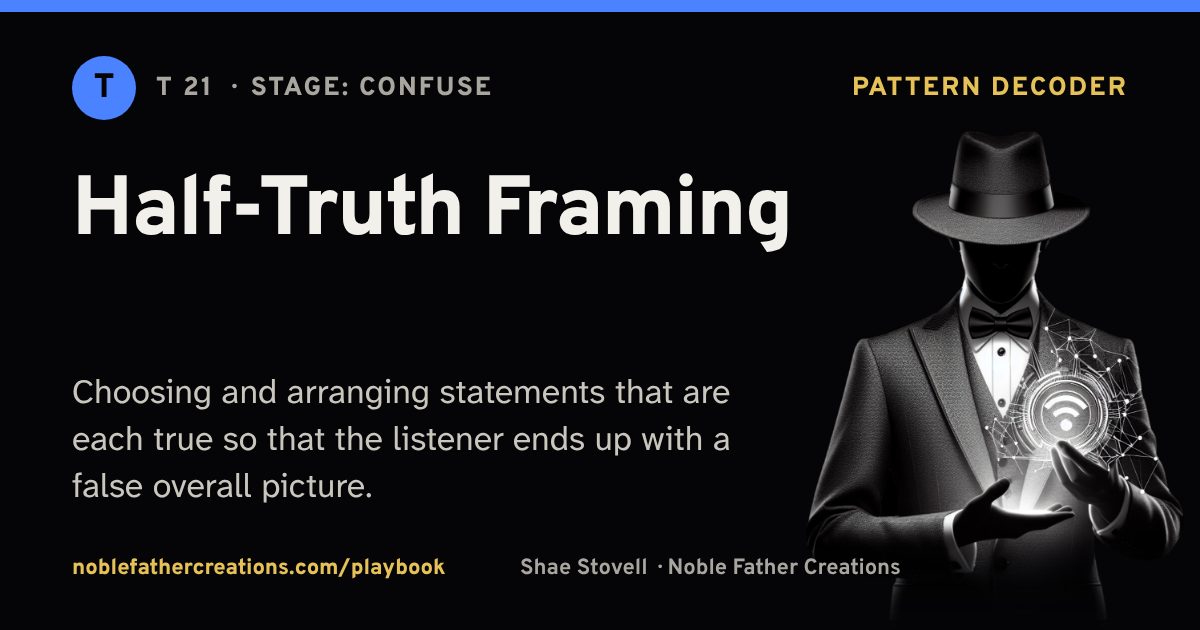 T
T 21 · STAGE: CONFUSE
PATTERN DECODER
Half-Truth Framing
Choosing and arranging statements that are
each true so that the listener ends up with a
false overall picture.
noblefathercreations.com/playbook
Shae Stovell · Noble Father Creations